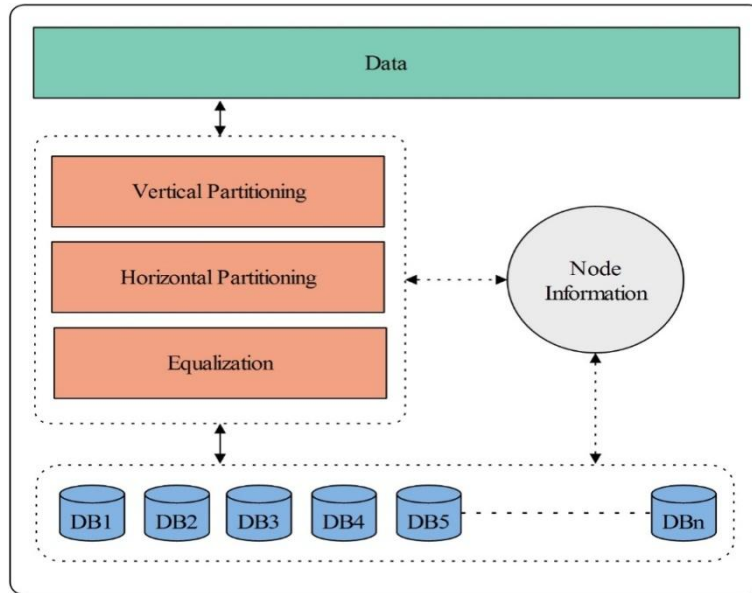 Data
Vertical Partitioning
Horizontal Partitioning
Node
Information
Equalization
DB1 DB2 DB3 DB4 DB5 DBn